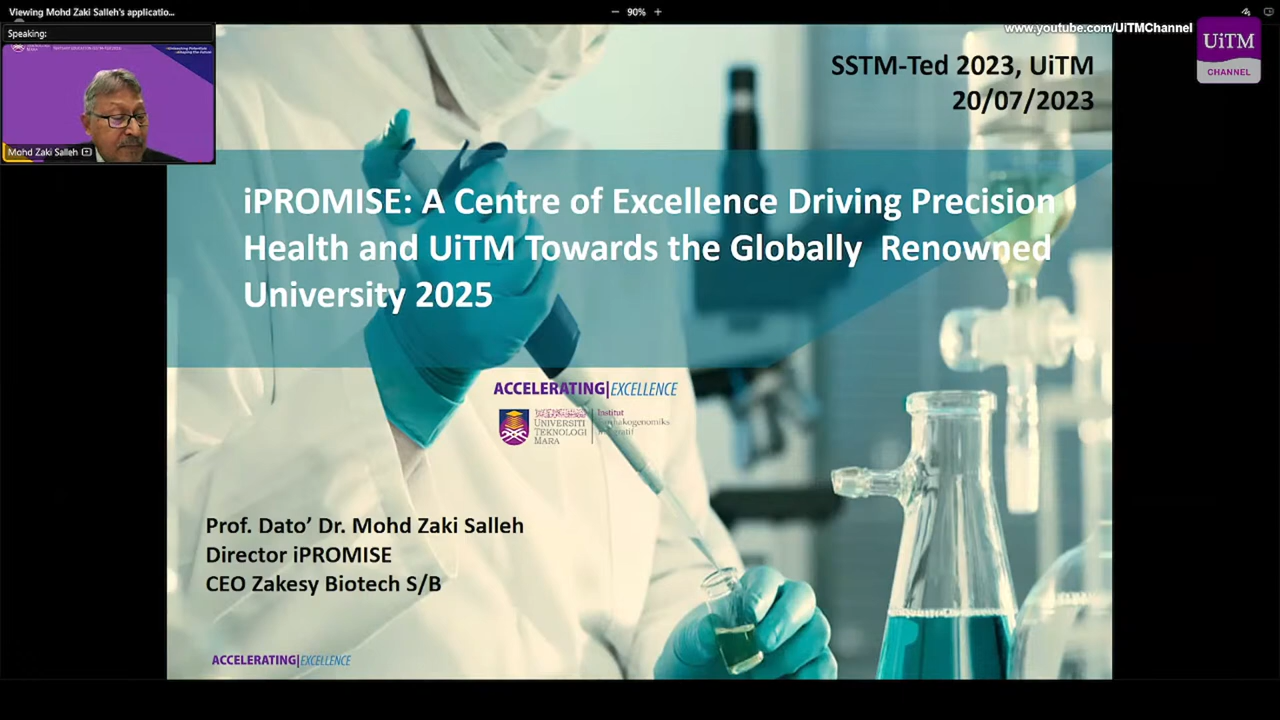 Viewing Mohd Zaki Salleh's applicatio...
90%
Speaking:
Mohd Zaki Salleh
www.youtube.com/UiTMChannel
UiTM
CHANNEL
SSTM-Ted 2023, UiTM
20/07/2023
iPROMISE: A Centre of Excellence Driving Precision
Health and UiTM Towards the Globally Renowned
University 2025
ACCELERATING|EXCELLENCE
UNIVERSITI
TEKNOLOGI
MARA
Institut
Prof. Dato’ Dr. Mohd Zaki Salleh
Director iPROMISE
CEO Zakesy Biotech S/B
ACCELERATING|EXCELLENCE